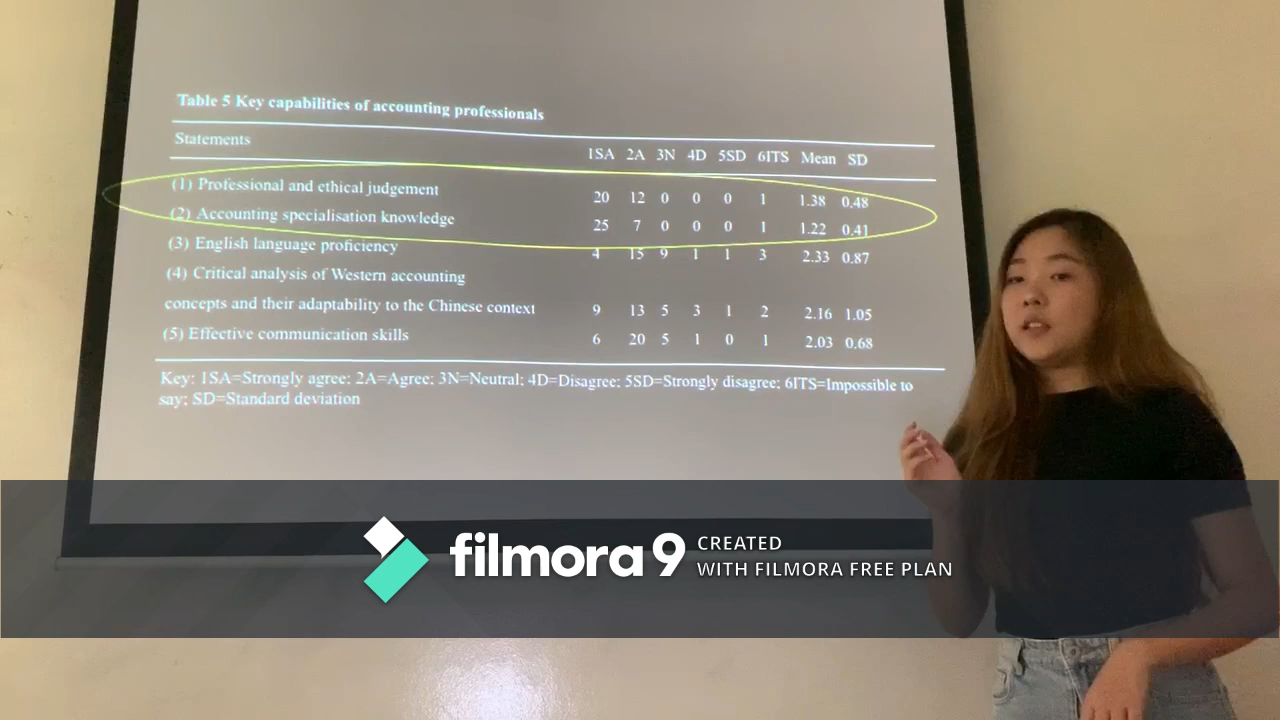 Table 5 Key capabilities of accounting professionals
Statements 1SA 2A 3N 4D 5SD 6ITS Mean SD
(1) Professional and ethical judgement 20 12 0 0 0 1 1.38 0.48
(2) Accounting specialisation knowledge 25 7 0 0 0 1 1.22 0.41
(3) English language proficiency 4 15 9 1 1 3 2.33 0.87
(4) Critical analysis of Western accounting
concepts and their adaptability to the Chinese context 9 13 5 3 1 2 2.16 1.05
(5) Effective communication skills 6 20 5 1 0 1 2.03 0.68
Key: 1SA=Strongly agree; 2A=Agree; 3N=Neutral; 4D=Disagree; 5SD=Strongly disagree; 6ITS=Impossible to
say; SD=Standard deviation
filmora 9 CREATED
WITH FILMORA FREE PLAN